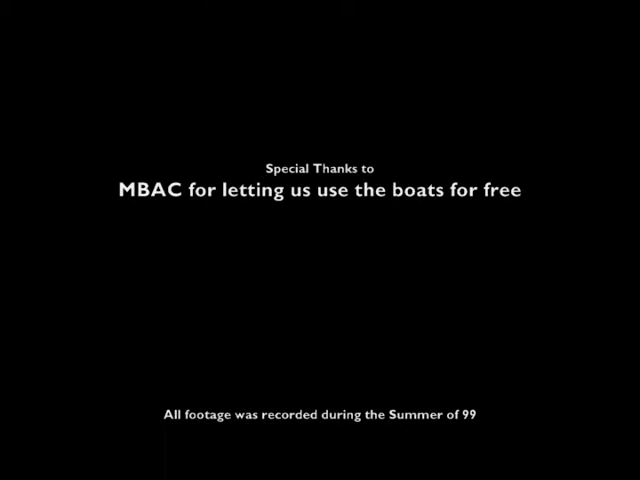 Special Thanks to
MBAC for letting us use the boats for free
All footage was recorded during the Summer of 99